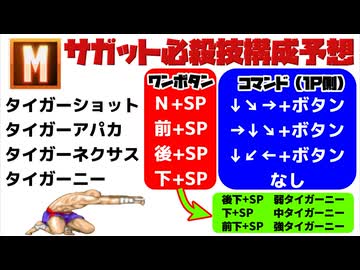 M サガット必殺技構成予想
ワンボタン コマンド（1P側）
タイガーショット N+SP ↓↘→+ボタン
タイガーアパカ 前+SP →↓↘+ボタン
タイガーネクサス 後+SP ↓↙←+ボタン
タイガーニー 下+SP なし
後下+SP 弱タイガーニー
下+SP 中タイガーニー
前下+SP 強タイガーニー